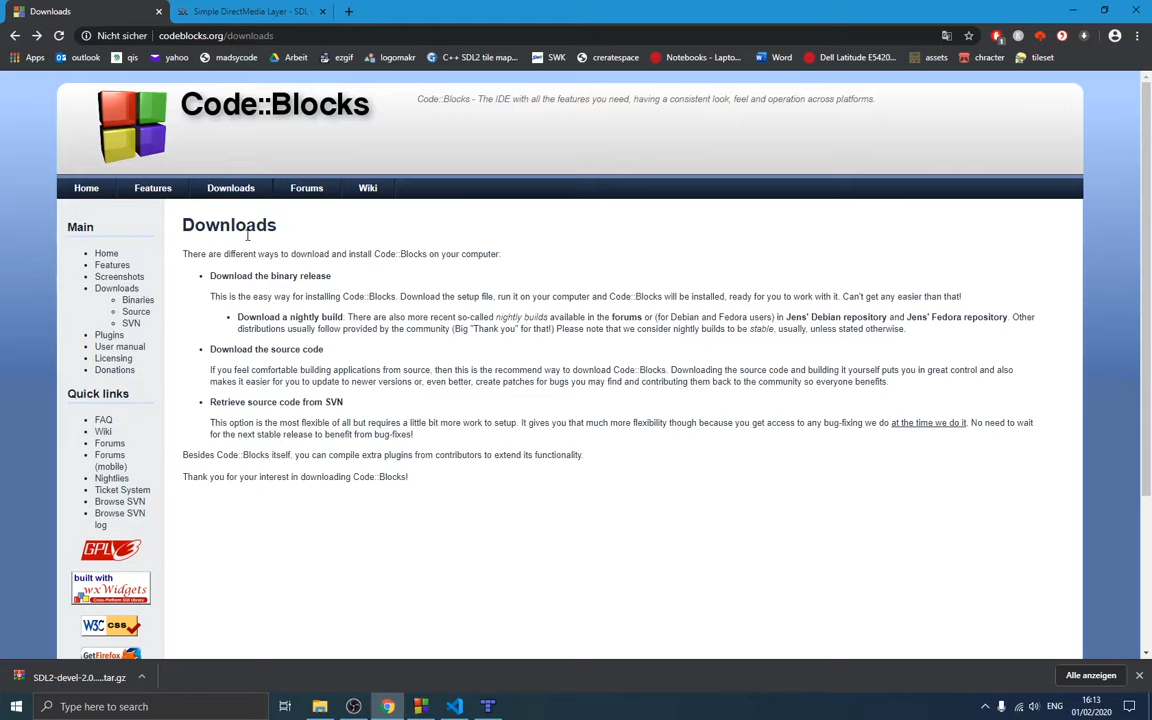 Downloads
Simple DirectMedia Layer - SDL
Nicht sicher | codeblocks.org/downloads
Apps outlook qis yahoo madsycode Arbeit ezgif logomakr C++ SDL2 tile map... SWK creratespace Notebooks - Lapto... Word Dell Latitude E5420... assets chracter tileset
Code::Blocks
Code::Blocks - The IDE with all the features you need, having a consistent look, feel and operation across platforms.
Home Features Downloads Forums Wiki
Main
Home
Features
Screenshots
Downloads
Binaries
Source
SVN
Plugins
User manual
Licensing
Donations
Quick links
FAQ
Wiki
Forums
Forums
(mobile)
Nightlies
Ticket System
Browse SVN
Browse SVN
log
GPL3
built with
wxWidgets
Cross-Platform GUI Library
W3C css
GetFirefox
Downloads
There are different ways to download and install Code::Blocks on your computer:
Download the binary release
This is the easy way for installing Code::Blocks. Download the setup file, run it on your computer and Code::Blocks will be installed, ready for you to work with it. Can't get any easier than that!
Download a nightly build: There are also more recent so-called nightly builds available in the forums or (for Debian and Fedora users) in Jens' Debian repository and Jens' Fedora repository. Other
distributions usually follow provided by the community (Big "Thank you" for that!) Please note that we consider nightly builds to be stable, usually, unless stated otherwise.
Download the source code
If you feel comfortable building applications from source, then this is the recommend way to download Code::Blocks. Downloading the source code and building it yourself puts you in great control and also
makes it easier for you to update to newer versions or, even better, create patches for bugs you may find and contributing them back to the community so everyone benefits.
Retrieve source code from SVN
This option is the most flexible of all but requires a little bit more work to setup. It gives you that much more flexibility though because you get access to any bug-fixing we do at the time we do it. No need to wait
for the next stable release to benefit from bug-fixes!
Besides Code::Blocks itself, you can compile extra plugins from contributors to extend its functionality.
Thank you for your interest in downloading Code::Blocks!
SDL2-devel-2.0.....tar.gz
Alle anzeigen
Type here to search
ENG
16:13
01/02/2020